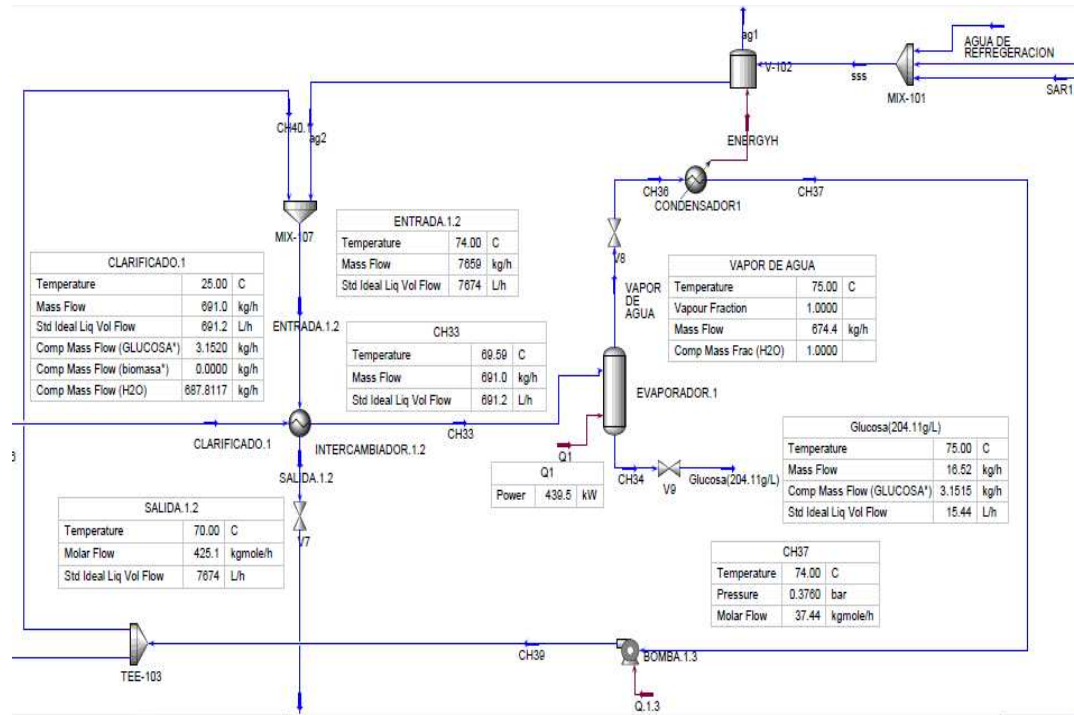 ag1
V-102
AGUA DE
REFREGERACION
sss
MIX-101
SAR1
CH40.1
ag2
ENERGYH
CH36
CONDENSADOR1
CH37
MIX-107
ENTRADA.1.2
Temperature 74.00 C
Mass Flow 7659 kg/h
Std Ideal Liq Vol Flow 7674 L/h
V8
CLARIFICADO.1
Temperature 25.00 C
Mass Flow 691.0 kg/h
Std Ideal Liq Vol Flow 691.2 L/h
Comp Mass Flow (GLUCOSA*) 3.1520 kg/h
Comp Mass Flow (biomasa*) 0.0000 kg/h
Comp Mass Flow (H2O) 687.8117 kg/h
VAPOR
DE
AGUA
VAPOR DE AGUA
Temperature 75.00 C
Vapour Fraction 1.0000
Mass Flow 674.4 kg/h
Comp Mass Frac (H2O) 1.0000
ENTRADA.1.2
CH33
Temperature 69.59 C
Mass Flow 691.0 kg/h
Std Ideal Liq Vol Flow 691.2 L/h
EVAPORADOR.1
CLARIFICADO.1
INTERCAMBIADOR.1.2
CH33
Q1
Glucosa(204.11g/L)
Temperature 75.00 C
Mass Flow 16.52 kg/h
Comp Mass Flow (GLUCOSA*) 3.1515 kg/h
Std Ideal Liq Vol Flow 15.44 L/h
SALIDA.1.2
Q1
Power 439.5 kW
CH34
V9
Glucosa(204.11g/L)
SALIDA.1.2
Temperature 70.00 C
Molar Flow 425.1 kgmole/h
Std Ideal Liq Vol Flow 7674 L/h
V7
CH37
Temperature 74.00 C
Pressure 0.3760 bar
Molar Flow 37.44 kgmole/h
TEE-103
CH39
BOMBA.1.3
Q.1.3